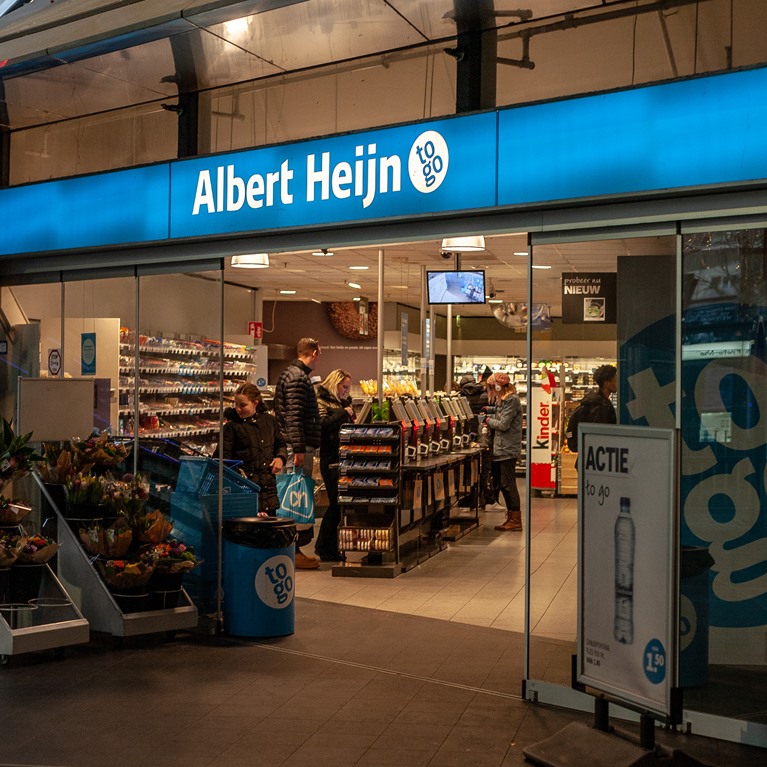 Albert Heijn
to
go
probeer nu
NIEUW
Kinder
to
go
ah
to
go
ACTIE
to go
1.50